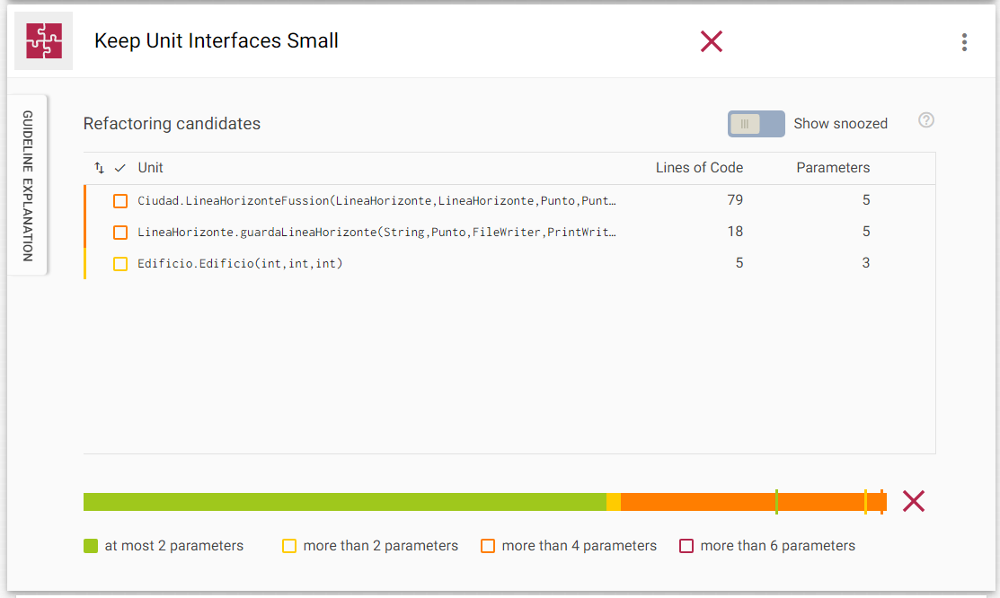 Keep Unit Interfaces Small
GUIDELINE EXPLANATION
Refactoring candidates
Show snoozed
Unit Lines of Code Parameters
Ciudad.LineaHorizonteFussion(LineaHorizonte,LineaHorizonte,Punto,Punt… 79 5
LineaHorizonte.guardaLineaHorizonte(String,Punto,FileWriter,PrintWrit… 18 5
Edificio.Edificio(int,int,int) 5 3
at most 2 parameters more than 2 parameters more than 4 parameters more than 6 parameters